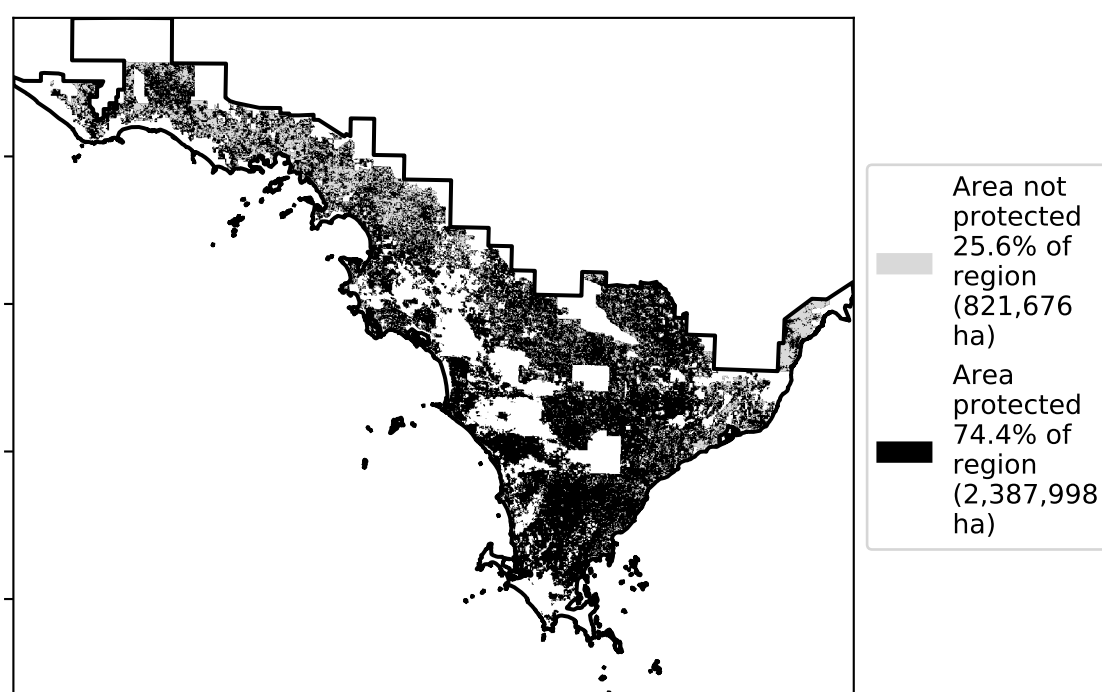 Area not
protected
25.6% of
region
(821,676
ha)
Area
protected
74.4% of
region
(2,387,998
ha)